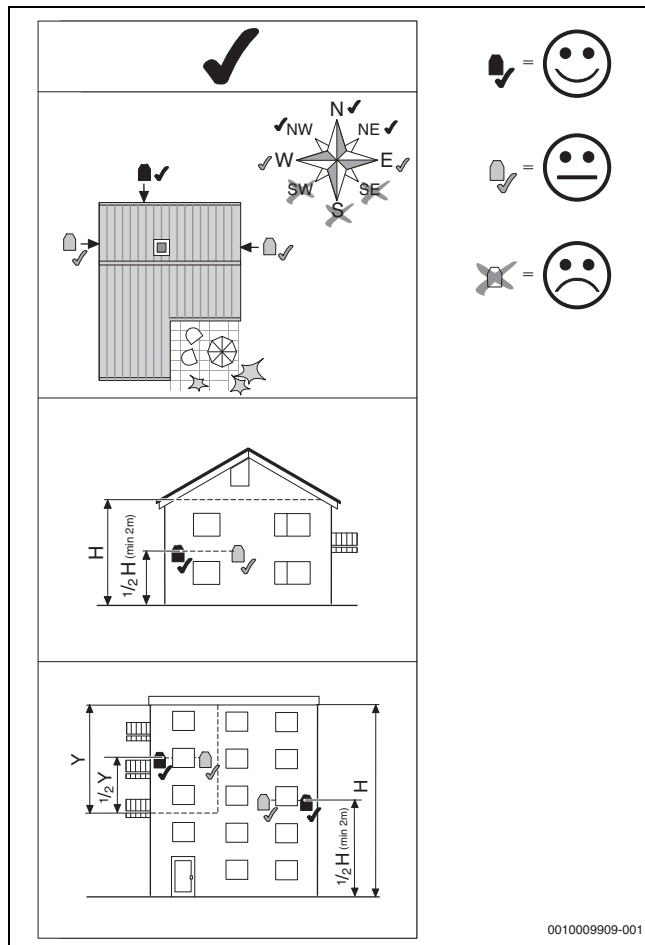 N
NW NE
W E
SW SE
S
=
=
=
H
1/2 H (min 2m)
Y
1/2 Y
H
1/2 H (min 2m)
0010009909-001